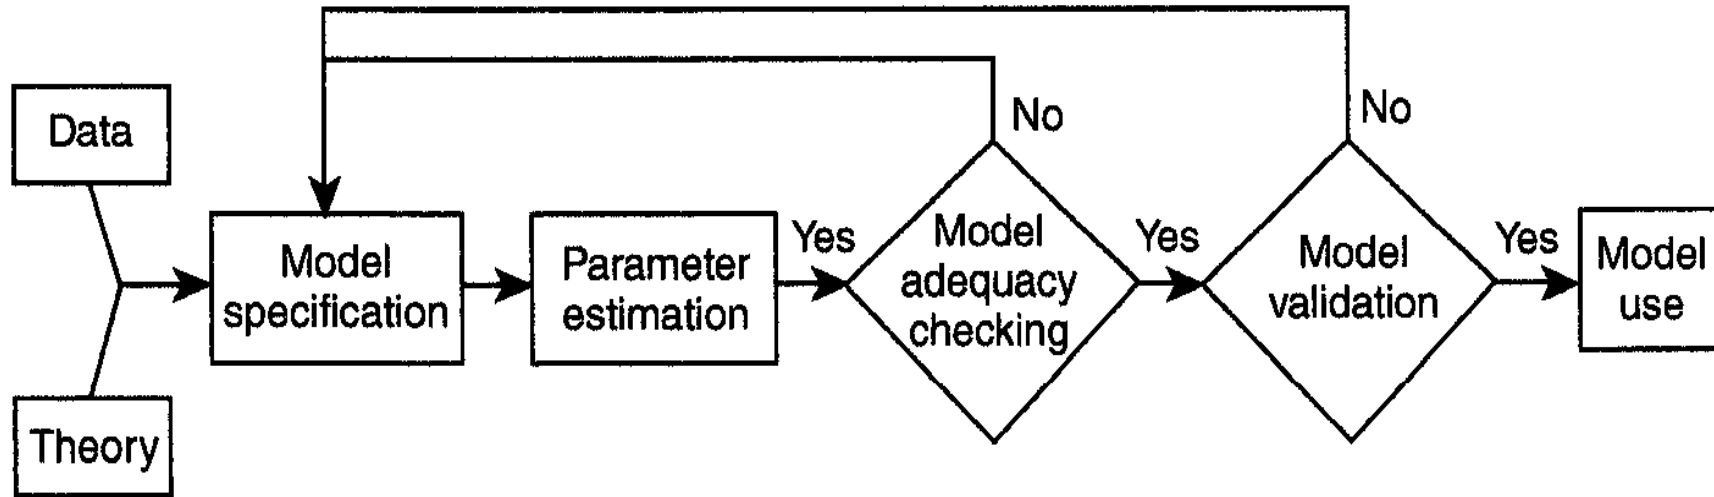 Data
Theory
Model
specification
Parameter
estimation
Yes
Model
adequacy
checking
No
Yes
Model
validation
No
Yes
Model
use